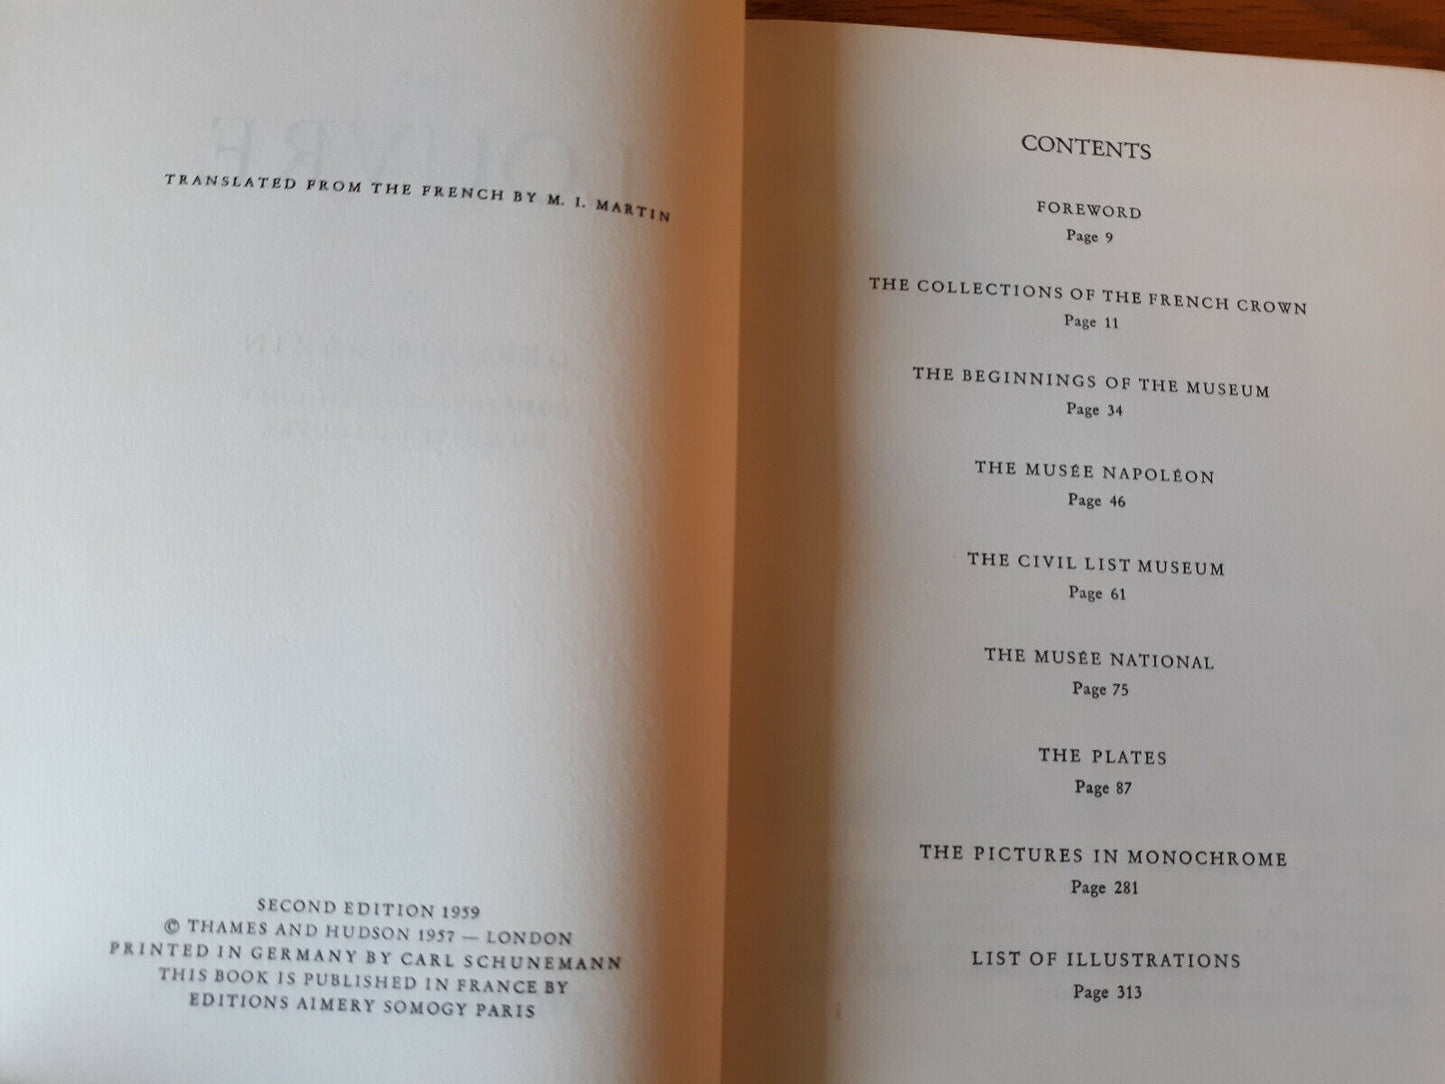 TRANSLATED FROM THE FRENCH BY M. I. MARTIN
SECOND EDITION 1959
© THAMES AND HUDSON 1957 — LONDON
PRINTED IN GERMANY BY CARL SCHUNEMANN
THIS BOOK IS PUBLISHED IN FRANCE BY
EDITIONS AIMERY SOMOGY PARIS
CONTENTS
FOREWORD
Page 9
THE COLLECTIONS OF THE FRENCH CROWN
Page 11
THE BEGINNINGS OF THE MUSEUM
Page 34
THE MUSÉE NAPOLÉON
Page 46
THE CIVIL LIST MUSEUM
Page 61
THE MUSÉE NATIONAL
Page 75
THE PLATES
Page 87
THE PICTURES IN MONOCHROME
Page 281
LIST OF ILLUSTRATIONS
Page 313